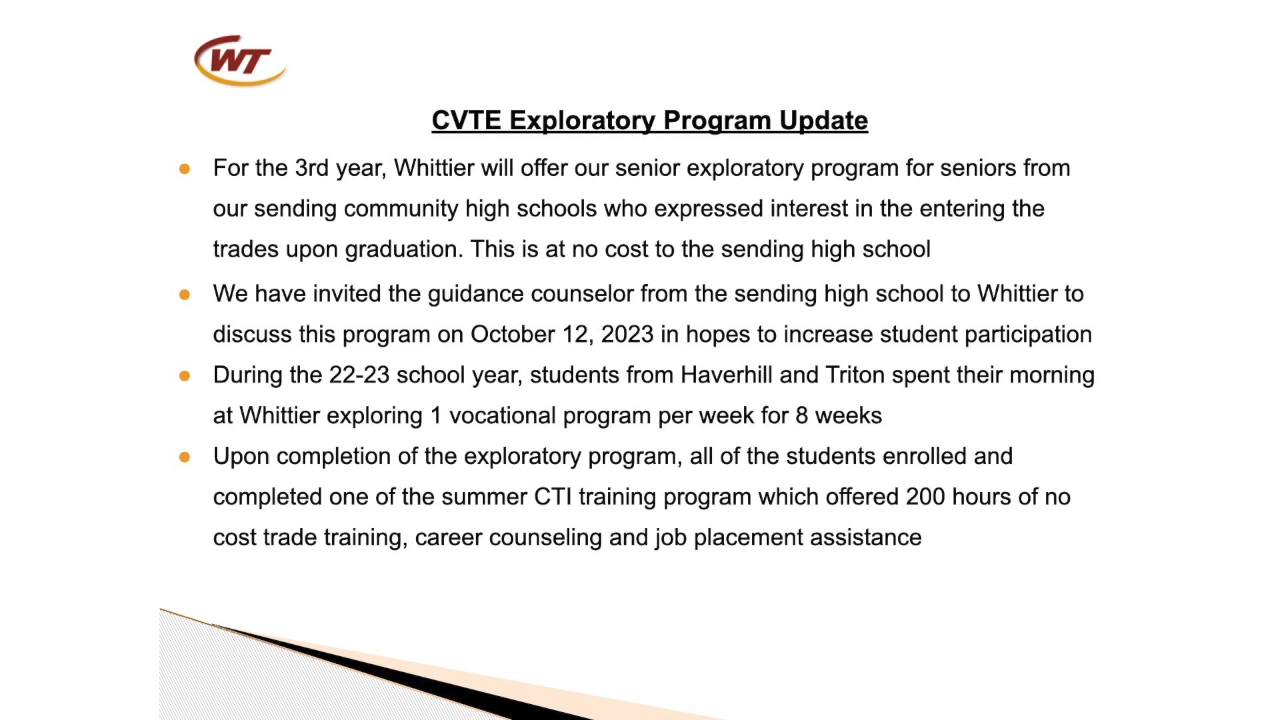 WT
CVTE Exploratory Program Update
● For the 3rd year, Whittier will offer our senior exploratory program for seniors from
our sending community high schools who expressed interest in the entering the
trades upon graduation. This is at no cost to the sending high school
● We have invited the guidance counselor from the sending high school to Whittier to
discuss this program on October 12, 2023 in hopes to increase student participation
● During the 22-23 school year, students from Haverhill and Triton spent their morning
at Whittier exploring 1 vocational program per week for 8 weeks
● Upon completion of the exploratory program, all of the students enrolled and
completed one of the summer CTI training program which offered 200 hours of no
cost trade training, career counseling and job placement assistance